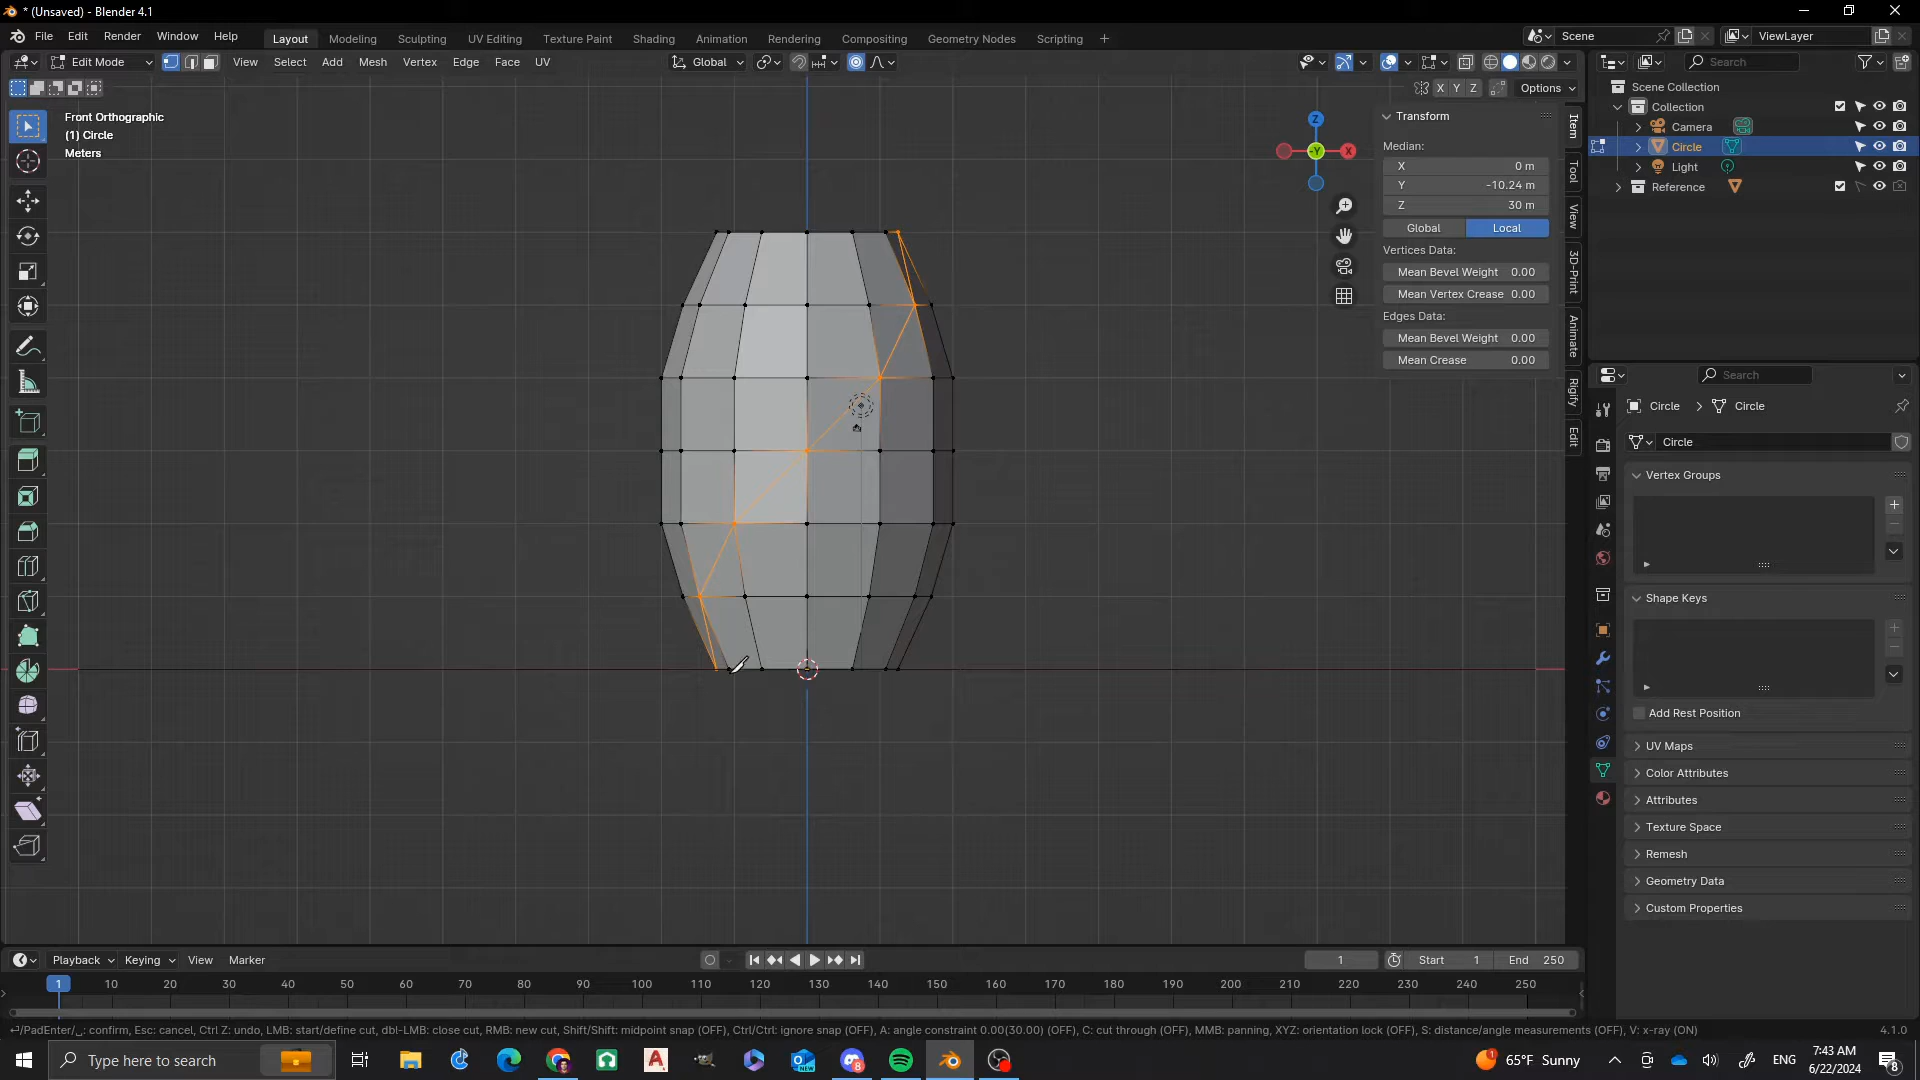 * (Unsaved) - Blender 4.1
File Edit Render Window Help Layout Modeling Sculpting UV Editing Texture Paint Shading Animation Rendering Compositing Geometry Nodes Scripting + Scene ViewLayer
Edit Mode View Select Add Mesh Vertex Edge Face UV Global Search
X Y Z Options
Front Orthographic
(1) Circle
Meters
Z
-Y X
Transform
Median:
X 0 m
Y -10.24 m
Z 30 m
Global Local
Vertices Data:
Mean Bevel Weight 0.00
Mean Vertex Crease 0.00
Edges Data:
Mean Bevel Weight 0.00
Mean Crease 0.00
Item
Tool
View
3D-Print
Animate
Rigify
Edit
Scene Collection
Collection
Camera
Circle
Light
Reference
Search
Circle > Circle
Circle
Vertex Groups
Shape Keys
Add Rest Position
UV Maps
Color Attributes
Attributes
Texture Space
Remesh
Geometry Data
Custom Properties
Playback Keying View Marker 1 Start 1 End 250
1 10 20 30 40 50 60 70 80 90 100 110 120 130 140 150 160 170 180 190 200 210 220 230 240 250
⏎/PadEnter/␣: confirm, Esc: cancel, Ctrl Z: undo, LMB: start/define cut, dbl-LMB: close cut, RMB: new cut, Shift/Shift: midpoint snap (OFF), Ctrl/Ctrl: ignore snap (OFF), A: angle constraint 0.00(30.00) (OFF), C: cut through (OFF), MMB: panning, XYZ: orientation lock (OFF), S: distance/angle measurements (OFF), V: x-ray (ON) 4.1.0
Type here to search 8 1 65°F Sunny ENG 7:43 AM
6/22/2024 8